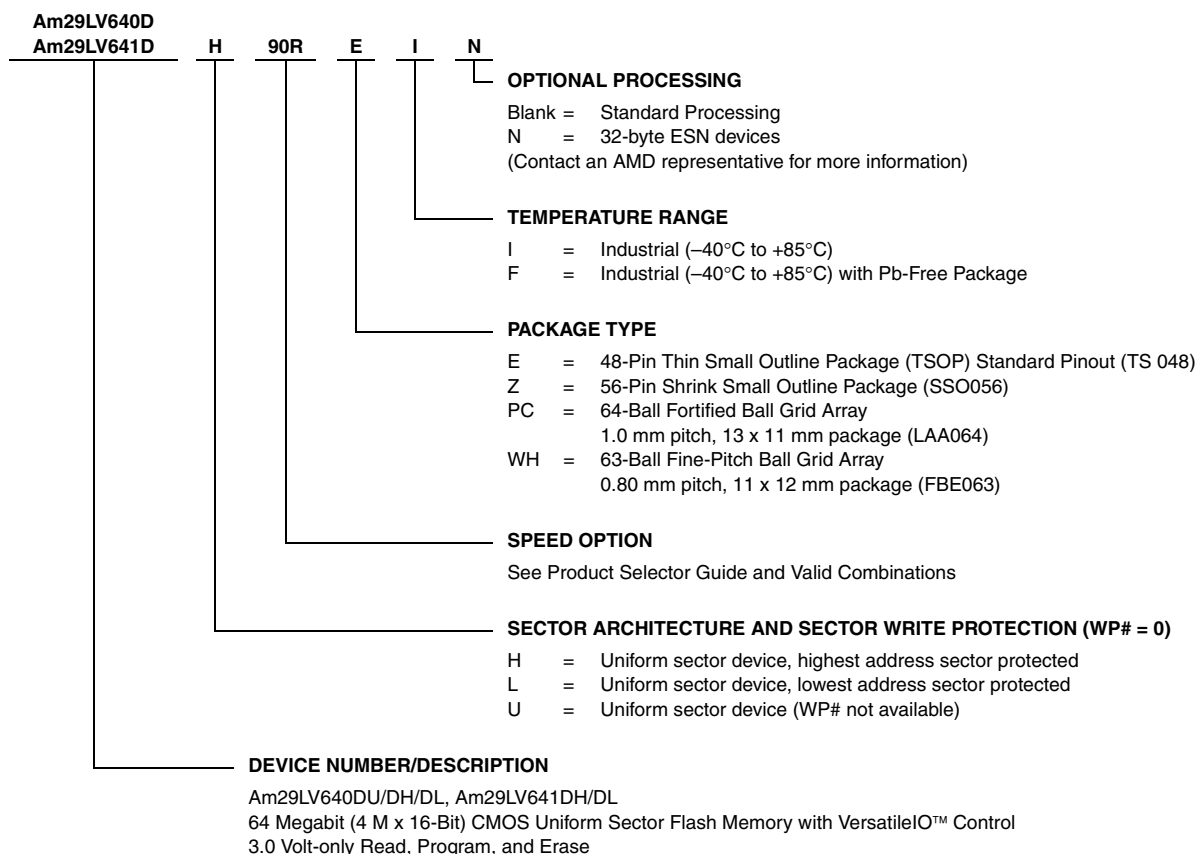 Am29LV640D
Am29LV641D H 90R E I N
OPTIONAL PROCESSING
Blank = Standard Processing
N = 32-byte ESN devices
(Contact an AMD representative for more information)
TEMPERATURE RANGE
I = Industrial (–40°C to +85°C)
F = Industrial (–40°C to +85°C) with Pb-Free Package
PACKAGE TYPE
E = 48-Pin Thin Small Outline Package (TSOP) Standard Pinout (TS 048)
Z = 56-Pin Shrink Small Outline Package (SSO056)
PC = 64-Ball Fortified Ball Grid Array
1.0 mm pitch, 13 x 11 mm package (LAA064)
WH = 63-Ball Fine-Pitch Ball Grid Array
0.80 mm pitch, 11 x 12 mm package (FBE063)
SPEED OPTION
See Product Selector Guide and Valid Combinations
SECTOR ARCHITECTURE AND SECTOR WRITE PROTECTION (WP# = 0)
H = Uniform sector device, highest address sector protected
L = Uniform sector device, lowest address sector protected
U = Uniform sector device (WP# not available)
DEVICE NUMBER/DESCRIPTION
Am29LV640DU/DH/DL, Am29LV641DH/DL
64 Megabit (4 M x 16-Bit) CMOS Uniform Sector Flash Memory with VersatileIO™ Control
3.0 Volt-only Read, Program, and Erase